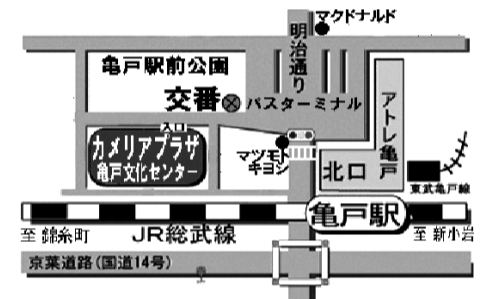 マクドナルド
明治通り
亀戸駅前公園
交番
バスターミナル
アトレ亀戸
入口
カメリアプラザ
亀戸文化センター
マツモト
キヨシ
北口
東武亀戸線
亀戸駅
至 錦糸町
JR総武線
至 新小岩
京葉道路(国道14号)